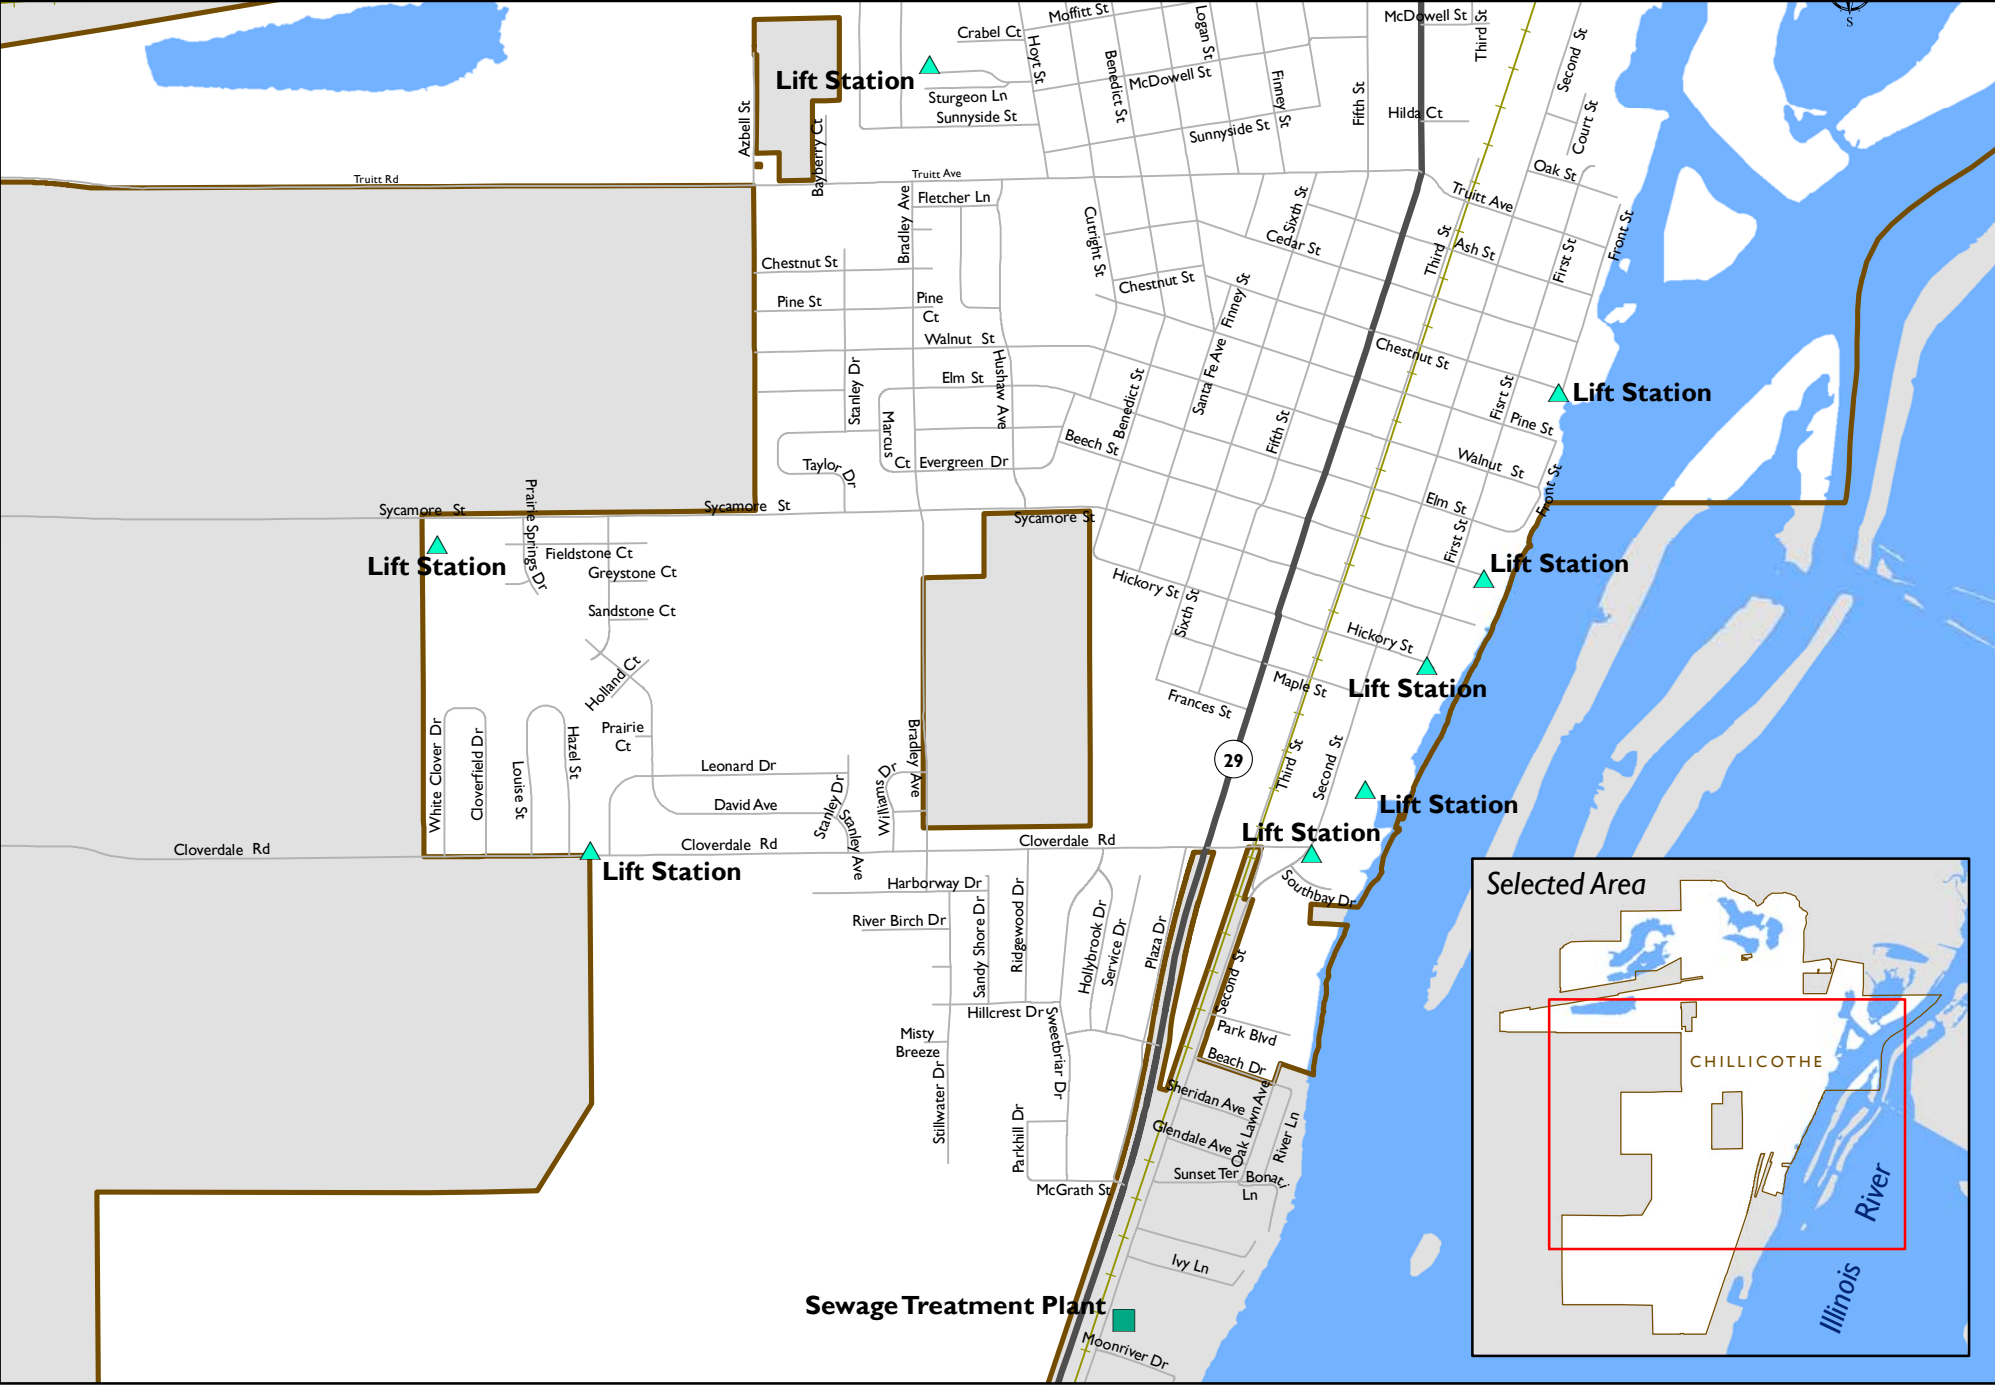 Moffitt St
McDowell St
Third St
S
Crabel Ct
Hoyt St
Logan St
Second St
Lift Station
Benedict St
McDowell St
Finney St
Fifth St
Sturgeon Ln
Sunnyside St
Hilda Ct
Court St
Azbell St
Bayberry Ct
Sunnyside St
Oak St
Truitt Rd
Truitt Ave
Truitt Ave
Bradley Ave
Fletcher Ln
Cutright St
Sixth St
Cedar St
Third St
Ash St
First St
Front St
Chestnut St
Chestnut St
Finney St
Pine St
Pine
Ct
Walnut St
Chestnut St
Hushaw Ave
Santa Fe Ave
Stanley Dr
Elm St
Benedict St
Fisrt St
Lift Station
Marcus
Ct
Fifth St
Pine St
Beech St
Taylor Dr
Evergreen Dr
Walnut St
Front St
Elm St
Prairie Springs Dr
Sycamore St
Sycamore St
Sycamore St
First St
Lift Station
Fieldstone Ct
Lift Station
Greystone Ct
Hickory St
Sixth St
Sandstone Ct
Hickory St
Holland Ct
Maple St
Lift Station
Frances St
White Clover Dr
Cloverfield Dr
Louise St
Hazel St
Prairie
Ct
Bradley Ave
29
Third St
Second St
Leonard Dr
David Ave
Stanley Dr
Stanley Ave
Williams Dr
Lift Station
Lift Station
Cloverdale Rd
Cloverdale Rd
Cloverdale Rd
Lift Station
Harborway Dr
Southbay Dr
River Birch Dr
Sandy Shore Dr
Ridgewood Dr
Hollybrook Dr
Service Dr
Plaza Dr
Second St
Hillcrest Dr
Misty
Breeze
Sweetbriar Dr
Park Blvd
Beach Dr
Stillwater Dr
Sheridan Ave
Oak Lawn Ave
River Ln
Parkhill Dr
Glendale Ave
Sunset Ter
Bonati
Ln
McGrath St
Ivy Ln
Sewage Treatment Plant
Moonriver Dr
Selected Area
CHILLICOTHE
Illinois River